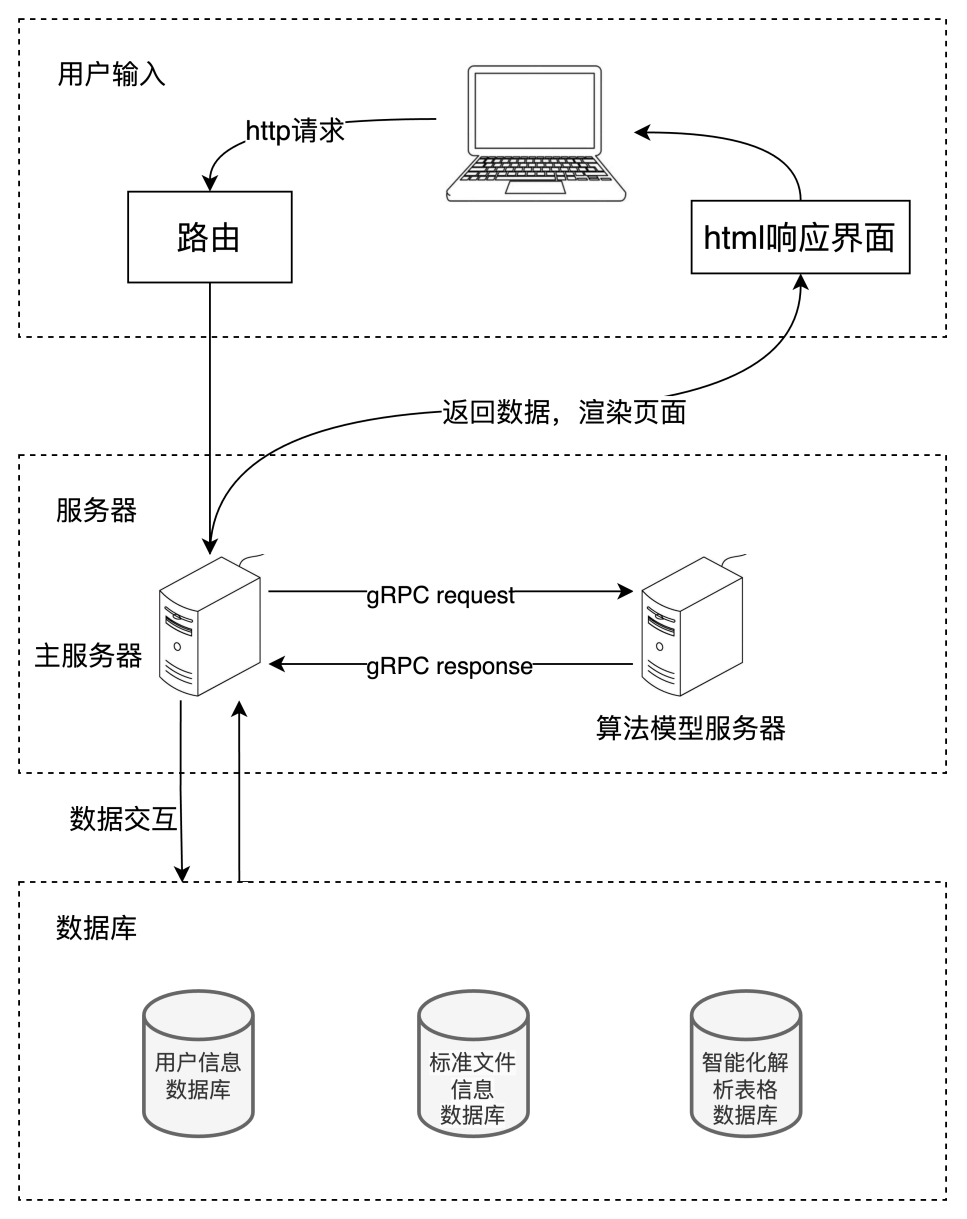 用户输入
http请求
路由
html响应界面
返回数据，渲染页面
服务器
gRPC request
主服务器
gRPC response
算法模型服务器
数据交互
数据库
用户信息
数据库
标准文件
信息
数据库
智能化解
析表格
数据库